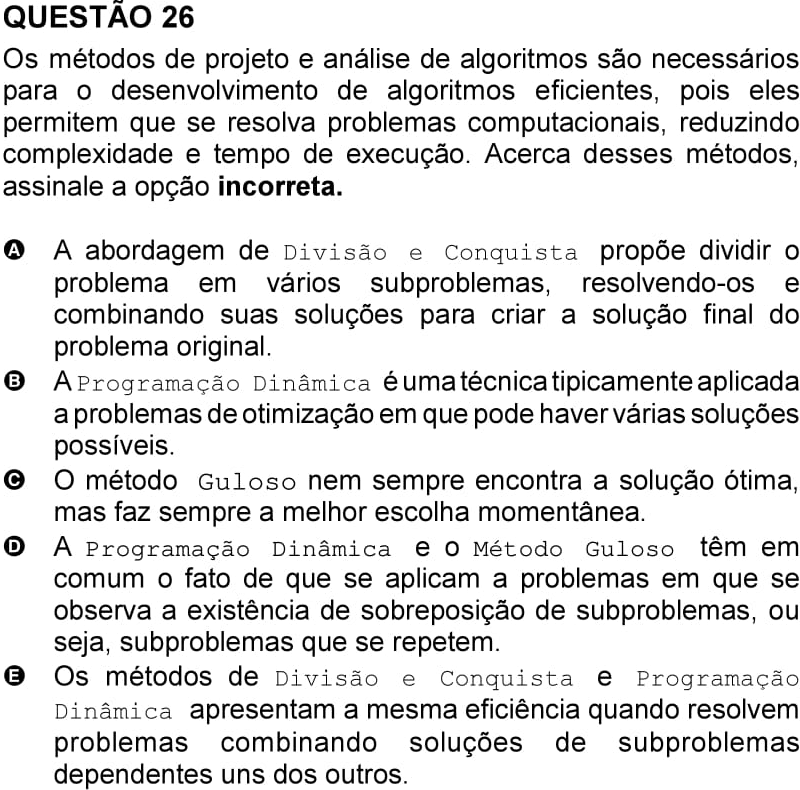 QUESTÃO 26
Os métodos de projeto e análise de algoritmos são necessários
para o desenvolvimento de algoritmos eficientes, pois eles
permitem que se resolva problemas computacionais, reduzindo
complexidade e tempo de execução. Acerca desses métodos,
assinale a opção incorreta.
A A abordagem de Divisão e Conquista propõe dividir o
problema em vários subproblemas, resolvendo-os e
combinando suas soluções para criar a solução final do
problema original.
B A Programação Dinâmica é uma técnica tipicamente aplicada
a problemas de otimização em que pode haver várias soluções
possíveis.
C O método Guloso nem sempre encontra a solução ótima,
mas faz sempre a melhor escolha momentânea.
D A Programação Dinâmica e o Método Guloso têm em
comum o fato de que se aplicam a problemas em que se
observa a existência de sobreposição de subproblemas, ou
seja, subproblemas que se repetem.
E Os métodos de Divisão e Conquista e Programação
Dinâmica apresentam a mesma eficiência quando resolvem
problemas combinando soluções de subproblemas
dependentes uns dos outros.